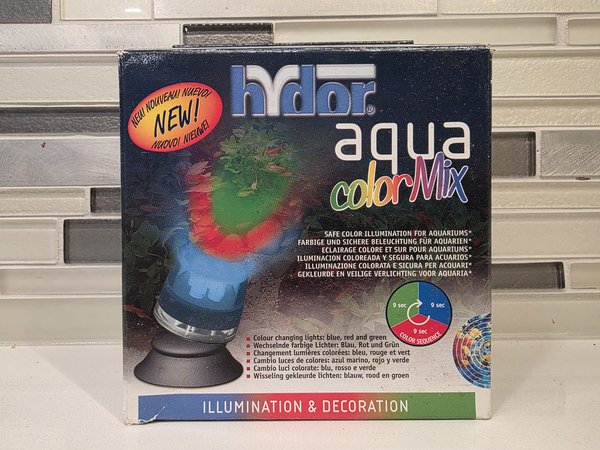 hydor®
NEW! NOUVEAU! NUEVO!
NEW!
NUOVO! NIEUWE!
aqua
colorMix
SAFE COLOR ILLUMINATION FOR AQUARIUMS*
FARBIGE UND SICHERE BELEUCHTUNG FÜR AQUARIEN*
ECLAIRAGE COLORE ET SUR POUR AQUARIUMS*
ILUMINACION COLOREADA Y SEGURA PARA ACUARIOS*
ILLUMINAZIONE COLORATA E SICURA PER ACQUARI*
GEKLEURDE EN VEILIGE VERLICHTING VOOR AQUARIA*
9 sec
9 sec
9 sec
COLOR SEQUENCE
▪ Colour changing lights: blue, red and green
▪ Wechselnde farbige Lichter: Blau, Rot und Grün
▪ Changement lumières colorées: bleu, rouge et vert
▪ Cambio luces de colores: azul marino, rojo y verde
▪ Cambio luci colorate: blu, rosso e verde
▪ Wisseling gekleurde lichten: blauw, rood en groen
ILLUMINATION & DECORATION